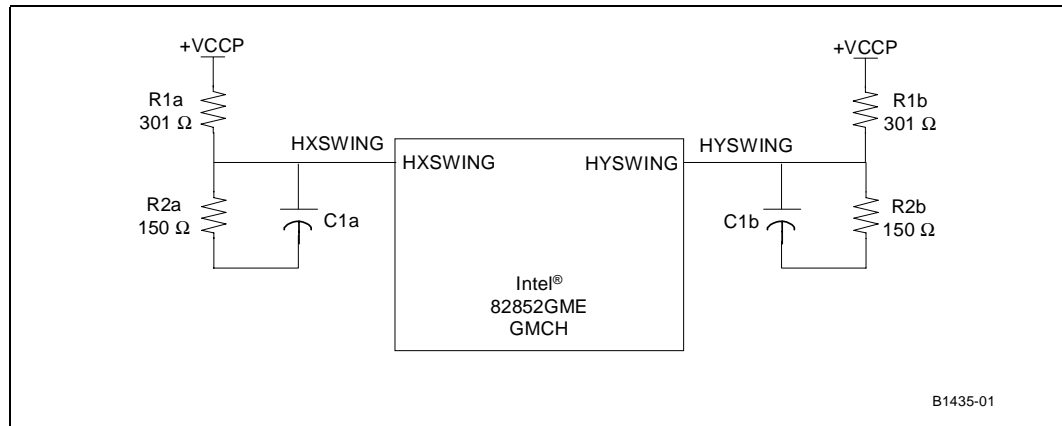 +VCCP
R1a
301 Ω
HXSWING
R2a
150 Ω
C1a
HXSWING
HYSWING
Intel®
82852GME
GMCH
+VCCP
R1b
301 Ω
HYSWING
C1b
R2b
150 Ω
B1435-01